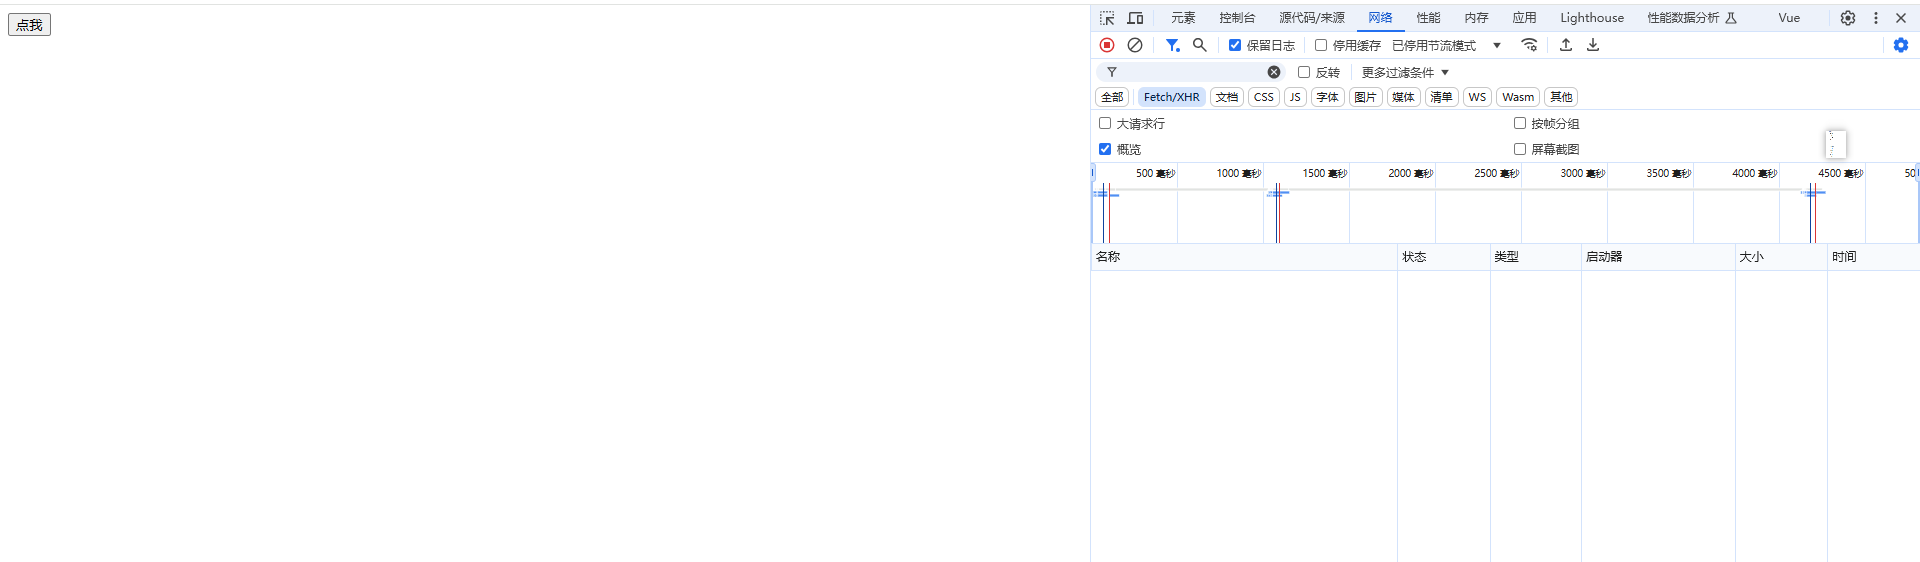 点我
元素 控制台 源代码/来源 网络 性能 内存 应用 Lighthouse 性能数据分析 Vue
保留日志 停用缓存 已停用节流模式
反转 更多过滤条件
全部 Fetch/XHR 文档 CSS JS 字体 图片 媒体 清单 WS Wasm 其他
大请求行 按帧分组
概览 屏幕截图
500 毫秒 1000 毫秒 1500 毫秒 2000 毫秒 2500 毫秒 3000 毫秒 3500 毫秒 4000 毫秒 4500 毫秒 50
名称 状态 类型 启动器 大小 时间